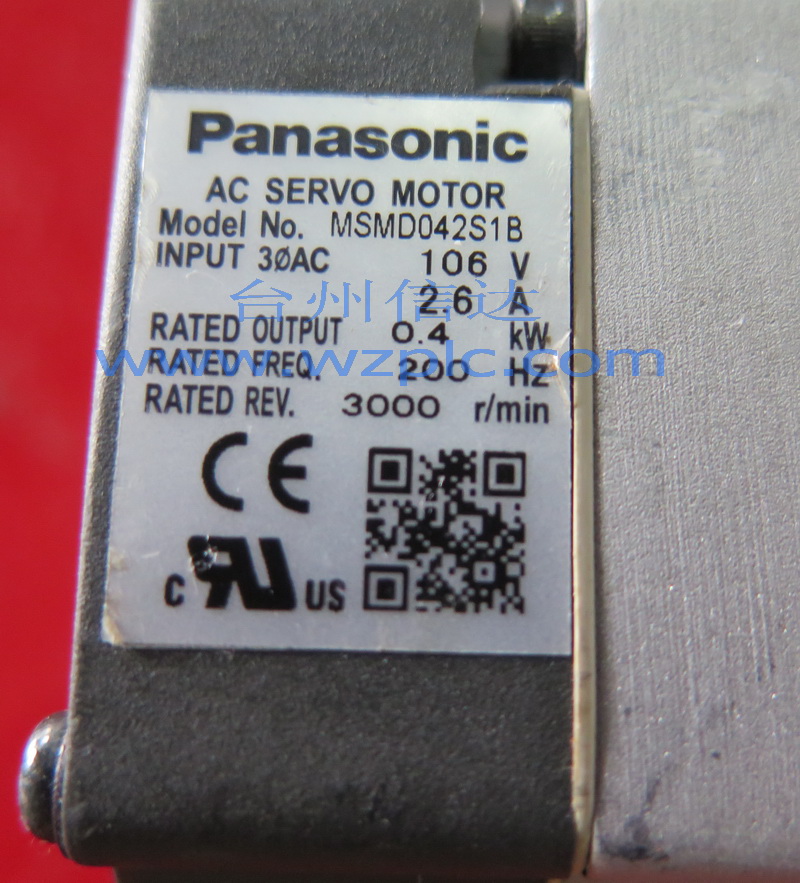 Panasonic
AC SERVO MOTOR
Model No. MSMD042S1B
INPUT 3ØAC 106 V
2.6 A
台州信达
RATED OUTPUT 0.4 kW
www.wzplc.com
RATED FREQ. 200 Hz
RATED REV. 3000 r/min
CE
C RU US